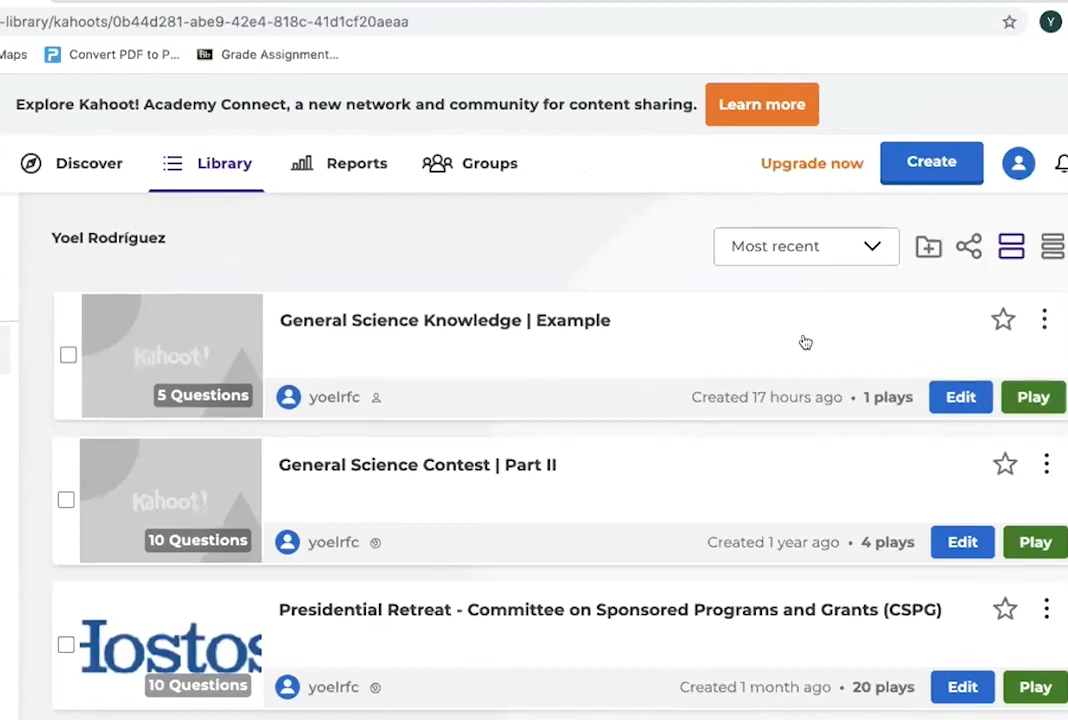 -library/kahoots/0b44d281-abe9-42e4-818c-41d1cf20aeaa
Y
Maps Convert PDF to P... Bb Grade Assignment...
Explore Kahoot! Academy Connect, a new network and community for content sharing. Learn more
Discover Library Reports Groups Upgrade now Create
Yoel Rodríguez Most recent
General Science Knowledge | Example
Kahoot!
5 Questions yoelrfc Created 17 hours ago • 1 plays Edit Play
General Science Contest | Part II
Kahoot!
10 Questions yoelrfc Created 1 year ago • 4 plays Edit Play
Presidential Retreat - Committee on Sponsored Programs and Grants (CSPG)
Hostos
10 Questions yoelrfc Created 1 month ago • 20 plays Edit Play